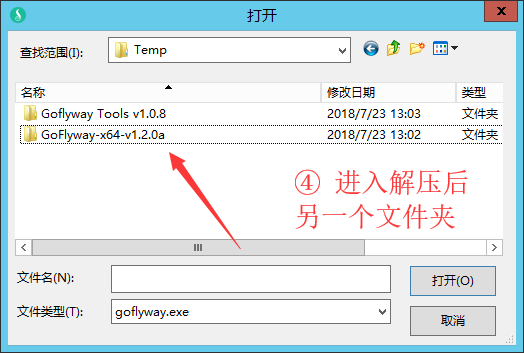 打开
查找范围(I):
Temp
名称
修改日期
类型
Goflyway Tools v1.0.8
2018/7/23 13:03
文件夹
GoFlyway-x64-v1.2.0a
2018/7/23 13:02
文件夹
④ 进入解压后
另一个文件夹
文件名(N):
打开(O)
文件类型(T):
goflyway.exe
取消